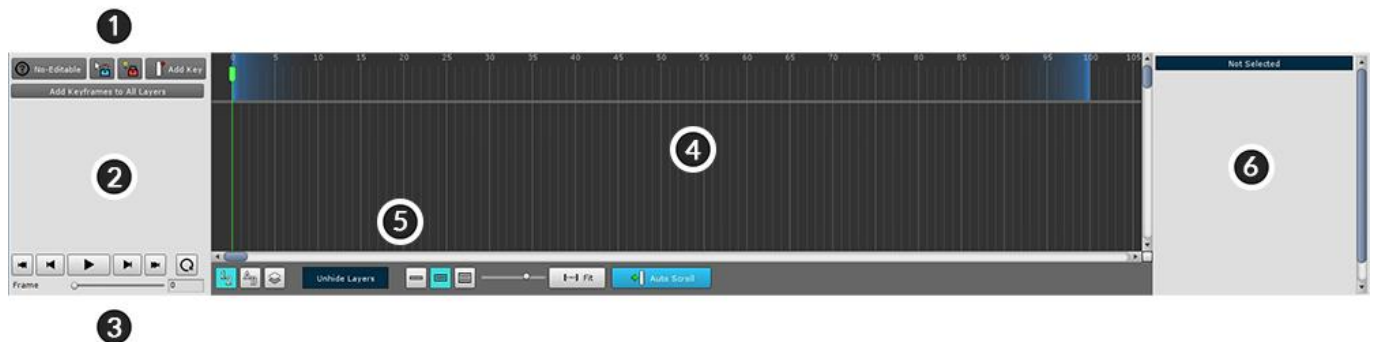 1
No-Editable Add Key
0 5 10 15 20 25 30 35 40 45 50 55 60 65 70 75 80 85 90 95 100 105
Not Selected
Add Keyframes to All Layers
4
2
6
5
Unhide Layers
Fit
Auto Scroll
Frame 0
3